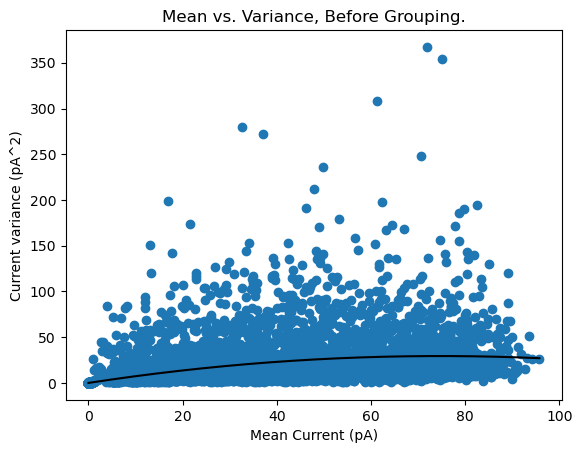 Mean vs. Variance, Before Grouping.
Current variance (pA^2)
350
300
250
200
150
100
50
0
0 20 40 60 80 100
Mean Current (pA)